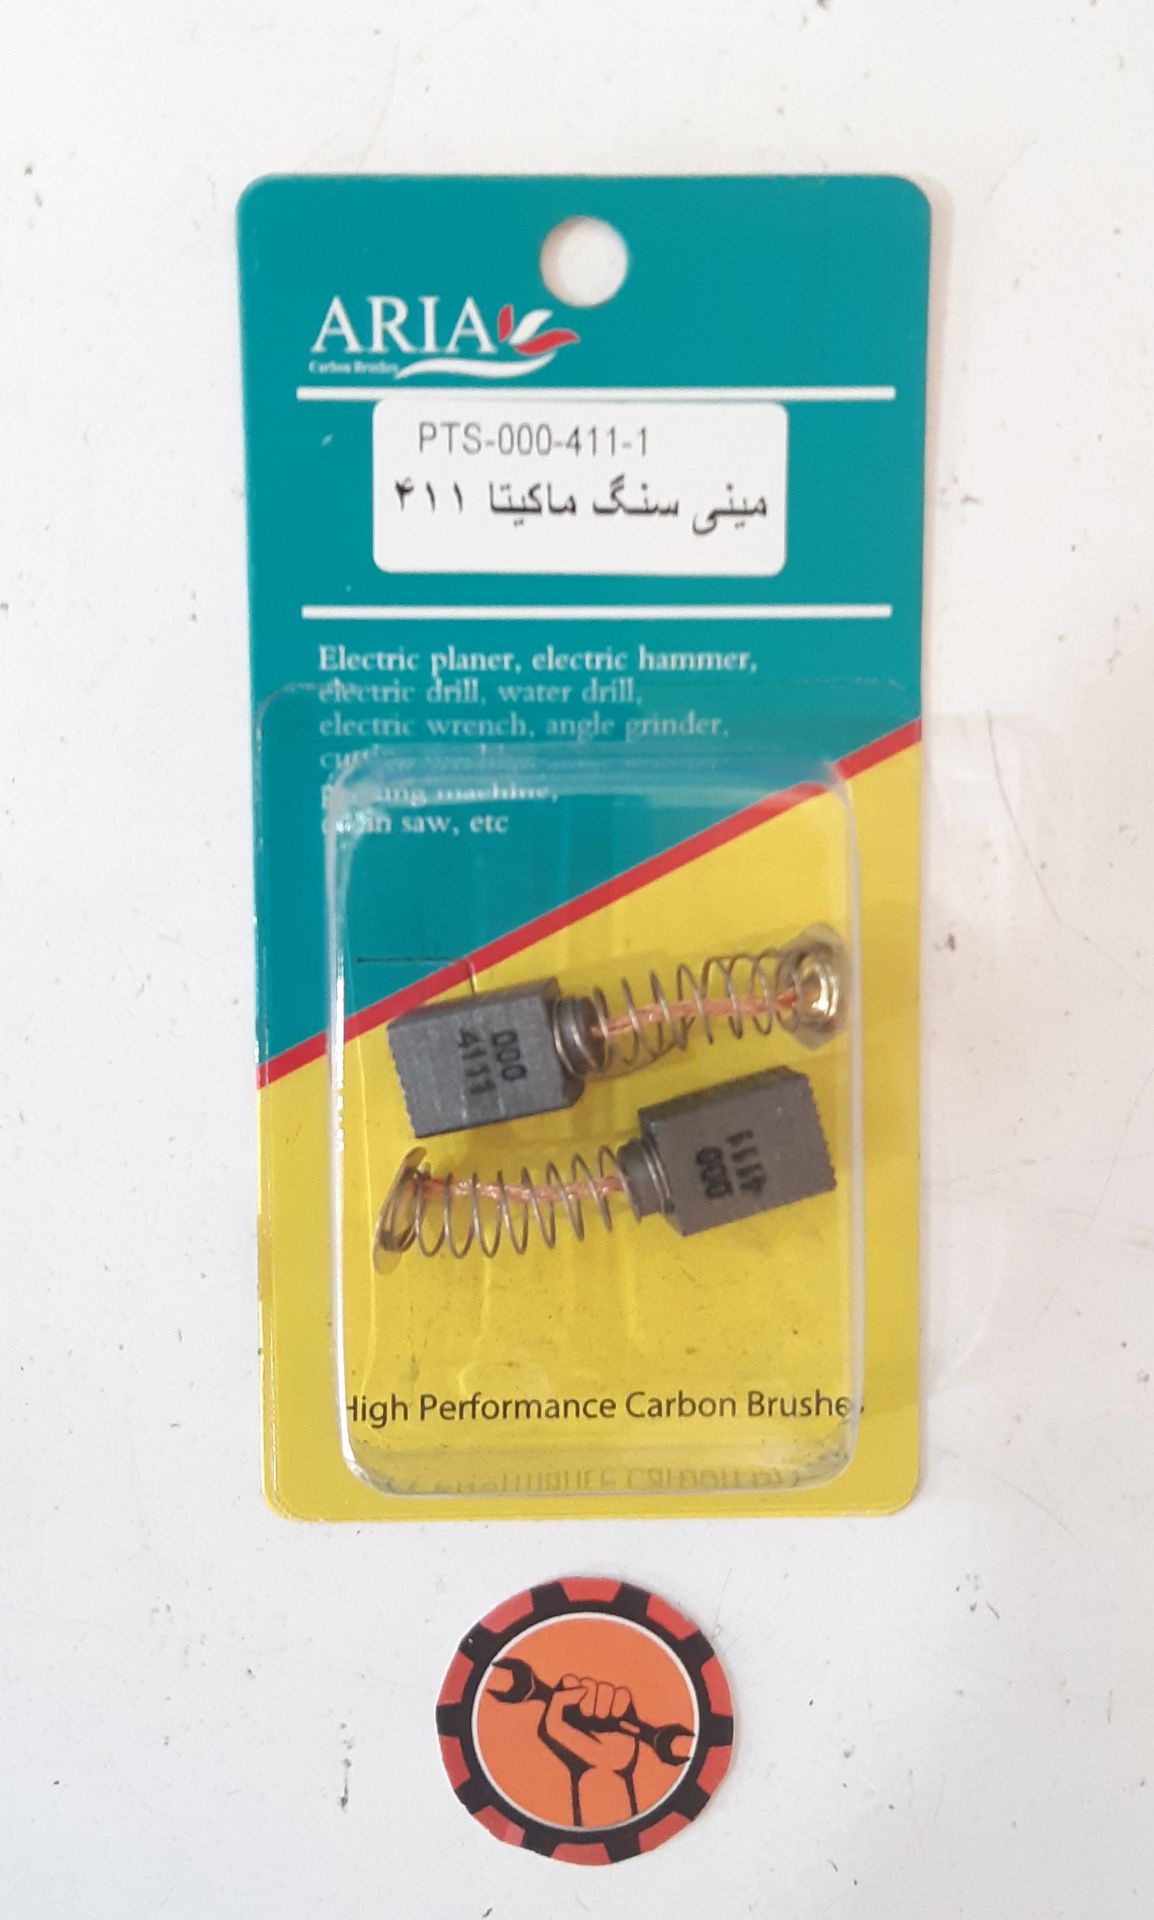 ARIA
Carbon Brushes
PTS-000-411-1
مینی سنگ ماکیتا ۴۱۱
Electric planer, electric hammer,
electric drill, water drill,
electric wrench, angle grinder,
machine,
saw, etc
000
4111
4111
000
High Performance Carbon Brushes